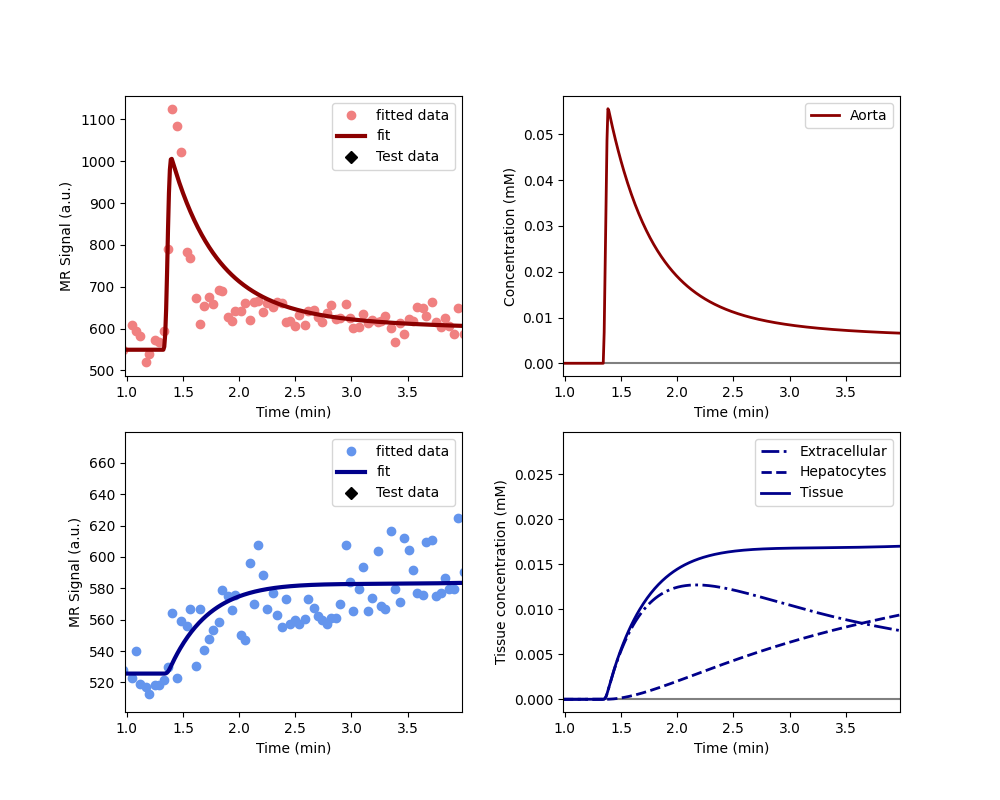 1100
1000
900
800
700
600
500
MR Signal (a.u.)
1.0 1.5 2.0 2.5 3.0 3.5
Time (min)
fitted data
fit
Test data
0.05
0.04
0.03
0.02
0.01
0.00
Concentration (mM)
1.0 1.5 2.0 2.5 3.0 3.5
Time (min)
Aorta
660
640
620
600
580
560
540
520
MR Signal (a.u.)
1.0 1.5 2.0 2.5 3.0 3.5
Time (min)
fitted data
fit
Test data
0.025
0.020
0.015
0.010
0.005
0.000
Tissue concentration (mM)
1.0 1.5 2.0 2.5 3.0 3.5
Time (min)
Extracellular
Hepatocytes
Tissue